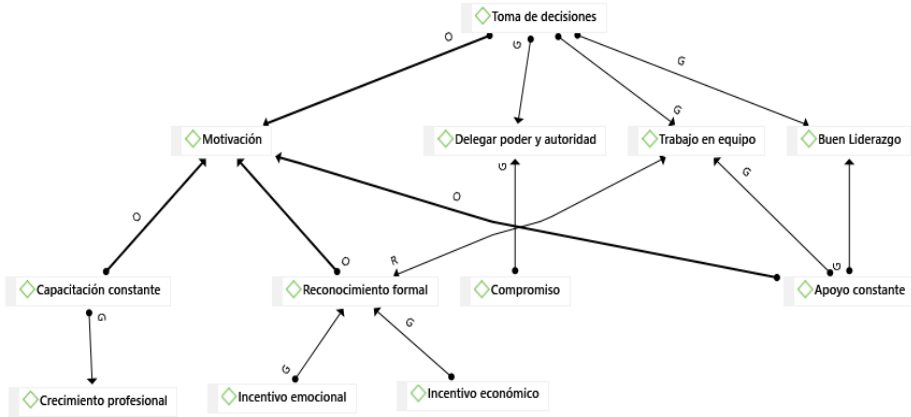 Toma de decisiones
O
G
G
G
Motivación
Delegar poder y autoridad
Trabajo en equipo
Buen Liderazgo
G
G
O
O
O
R
G
Capacitación constante
Reconocimiento formal
Compromiso
Apoyo constante
G
G
G
Crecimiento profesional
Incentivo emocional
Incentivo económico